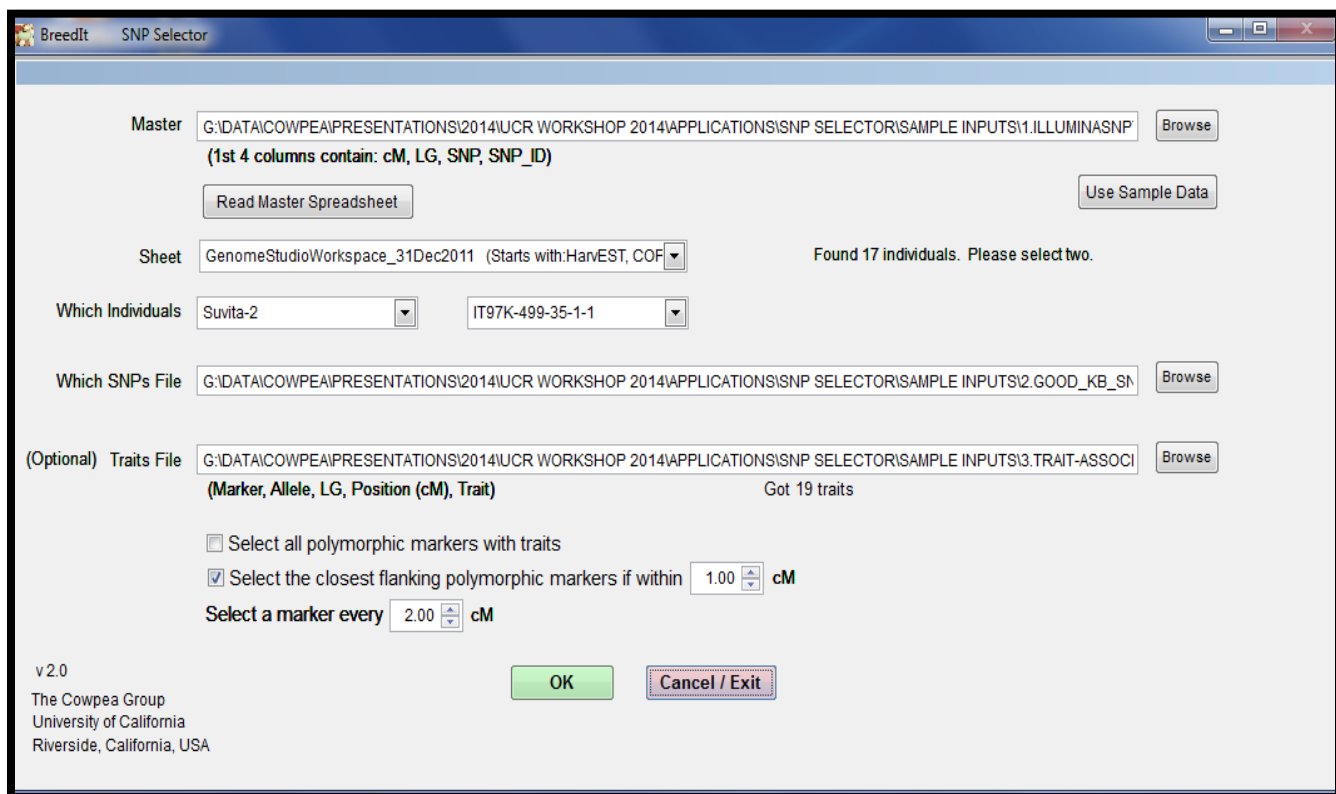 BreedIt SNP Selector
Master G:\DATA\COWPEA\PRESENTATIONS\2014\UCR WORKSHOP 2014\APPLICATIONS\SNP SELECTOR\SAMPLE INPUTS\1.ILLUMINASNP Browse
(1st 4 columns contain: cM, LG, SNP, SNP_ID)
Read Master Spreadsheet Use Sample Data
Sheet GenomeStudioWorkspace_31Dec2011 (Starts with:HarvEST, COF Found 17 individuals. Please select two.
Which Individuals Suvita-2 IT97K-499-35-1-1
Which SNPs File G:\DATA\COWPEA\PRESENTATIONS\2014\UCR WORKSHOP 2014\APPLICATIONS\SNP SELECTOR\SAMPLE INPUTS\2.GOOD_KB_SN Browse
(Optional) Traits File G:\DATA\COWPEA\PRESENTATIONS\2014\UCR WORKSHOP 2014\APPLICATIONS\SNP SELECTOR\SAMPLE INPUTS\3.TRAIT-ASSOCI Browse
(Marker, Allele, LG, Position (cM), Trait) Got 19 traits
Select all polymorphic markers with traits
Select the closest flanking polymorphic markers if within 1.00 cM
Select a marker every 2.00 cM
v 2.0
OK Cancel / Exit
The Cowpea Group
University of California
Riverside, California, USA